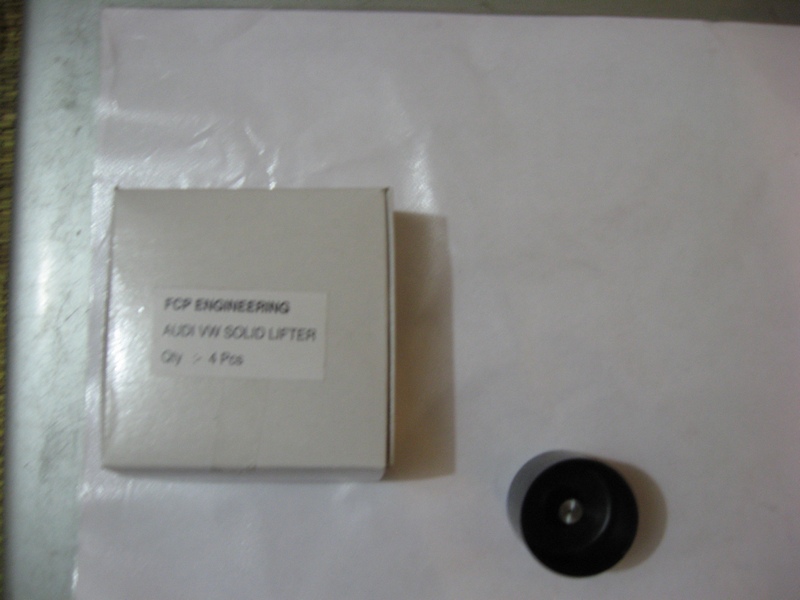 FCP ENGINEERING
AUDI VW SOLID LIFTER
Qty :- 4 Pcs